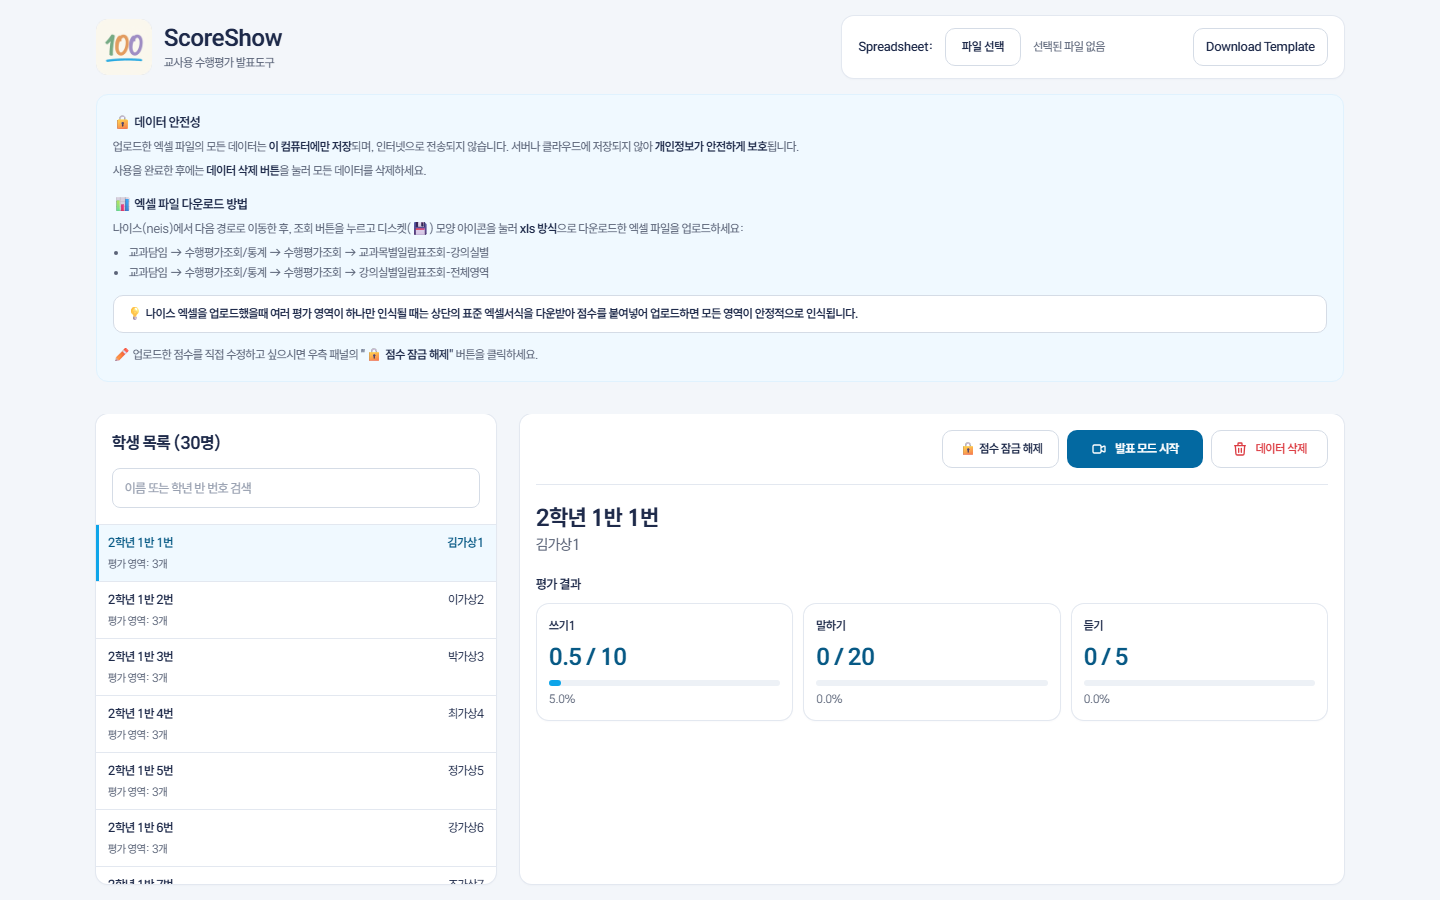 ScoreShow
교사용 수행평가 발표도구
Spreadsheet:
파일 선택
선택된 파일 없음
Download Template
🔒 데이터 안전성
업로드한 엑셀 파일의 모든 데이터는 이 컴퓨터에만 저장되며, 인터넷으로 전송되지 않습니다. 서버나 클라우드에 저장되지 않아 개인정보가 안전하게 보호됩니다.
사용을 완료한 후에는 데이터 삭제 버튼을 눌러 모든 데이터를 삭제하세요.
📊 엑셀 파일 다운로드 방법
나이스(neis)에서 다음 경로로 이동한 후, 조회 버튼을 누르고 디스켓( 💾 ) 모양 아이콘을 눌러 xls 방식으로 다운로드한 엑셀 파일을 업로드하세요:
• 교과담임 → 수행평가조회/통계 → 수행평가조회 → 교과목별일람표조회-강의실별
• 교과담임 → 수행평가조회/통계 → 수행평가조회 → 강의실별일람표조회-전체영역
💡 나이스 엑셀을 업로드했을때 여러 평가 영역이 하나만 인식될 때는 상단의 표준 엑셀서식을 다운받아 점수를 붙여넣어 업로드하면 모든 영역이 안정적으로 인식됩니다.
✏️ 업로드한 점수를 직접 수정하고 싶으시면 우측 패널의 " 🔒 점수 잠금 해제" 버튼을 클릭하세요.
학생 목록 (30명)
이름 또는 학년 반 번호 검색
2학년 1반 1번
김가상1
평가 영역: 3개
2학년 1반 2번
이가상2
평가 영역: 3개
2학년 1반 3번
박가상3
평가 영역: 3개
2학년 1반 4번
최가상4
평가 영역: 3개
2학년 1반 5번
정가상5
평가 영역: 3개
2학년 1반 6번
강가상6
평가 영역: 3개
🔒 점수 잠금 해제
발표 모드 시작
데이터 삭제
2학년 1반 1번
김가상1
평가 결과
쓰기1
0.5 / 10
5.0%
말하기
0 / 20
0.0%
듣기
0 / 5
0.0%